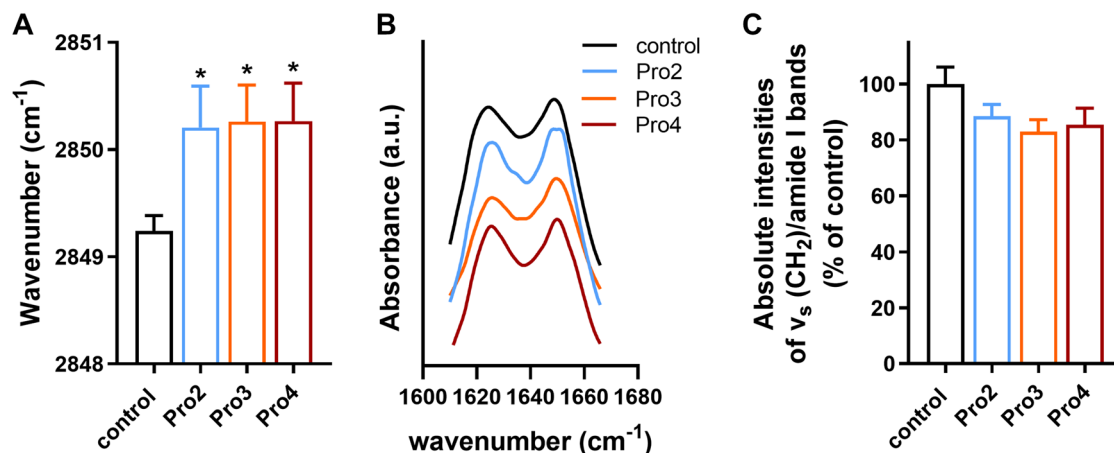 A
Wavenumber (cm-1)
2851
2850
2849
2848
* * *
control
Pro2
Pro3
Pro4
B
Absorbance (a.u.)
control
Pro2
Pro3
Pro4
1600 1620 1640 1660 1680
wavenumber (cm-1)
C
Absolute intensities
of vs (CH2)/amide I bands
(% of control)
100
80
60
40
20
0
control
Pro2
Pro3
Pro4